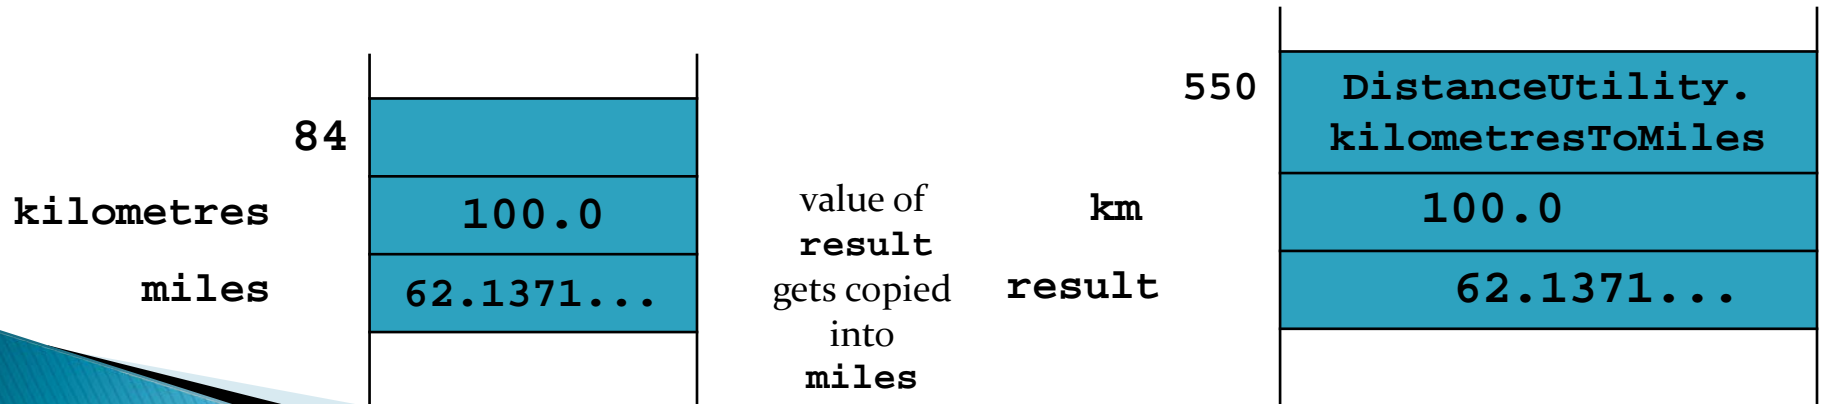 84
kilometres 100.0
miles 62.1371...
value of
result
gets copied
into
miles
550 DistanceUtility.
kilometresToMiles
km 100.0
result 62.1371...